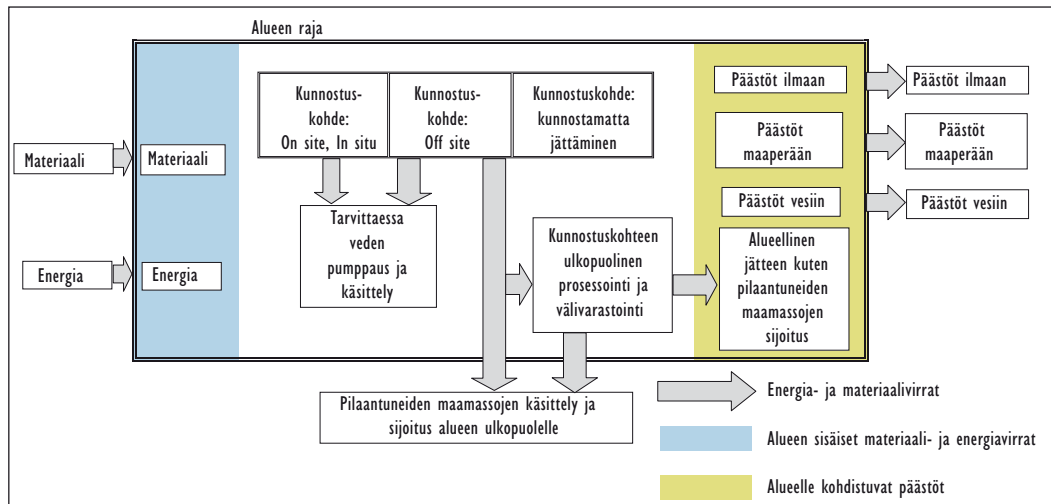 Alueen raja
Kunnostus-
kohde:
On site, In situ
Kunnostus-
kohde:
Off site
Kunnostuskohde:
kunnostamatta
jättäminen
Materiaali
Materiaali
Energia
Energia
Tarvittaessa
veden
pumppaus ja
käsittely
Kunnostuskohteen
ulkopuolinen
prosessointi ja
välivarastointi
Päästöt ilmaan
Päästöt
maaperään
Päästöt vesiin
Alueellinen
jätteen kuten
pilaantuneiden
maamassojen
sijoitus
Päästöt ilmaan
Päästöt
maaperään
Päästöt vesiin
Pilaantuneiden maamassojen käsittely ja
sijoitus alueen ulkopuolelle
Energia- ja materiaalivirrat
Alueen sisäiset materiaali- ja energiavirrat
Alueelle kohdistuvat päästöt